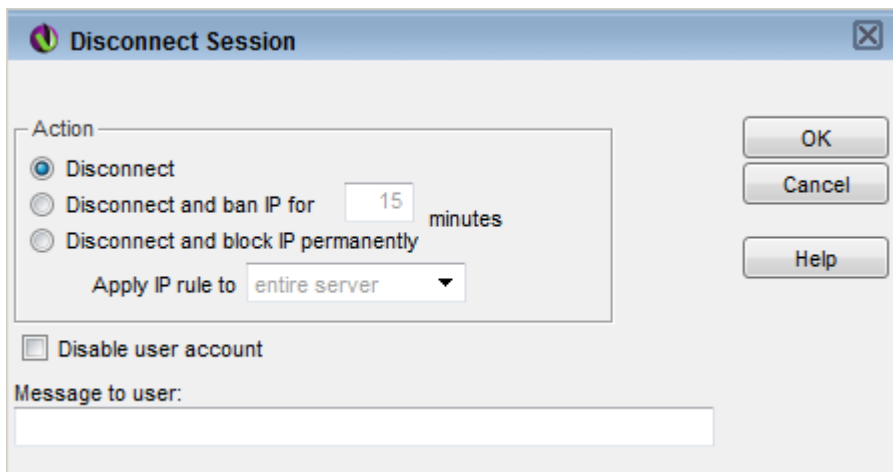 Disconnect Session
Action
Disconnect
Disconnect and ban IP for 15 minutes
Disconnect and block IP permanently
Apply IP rule to entire server
Disable user account
Message to user:
OK
Cancel
Help